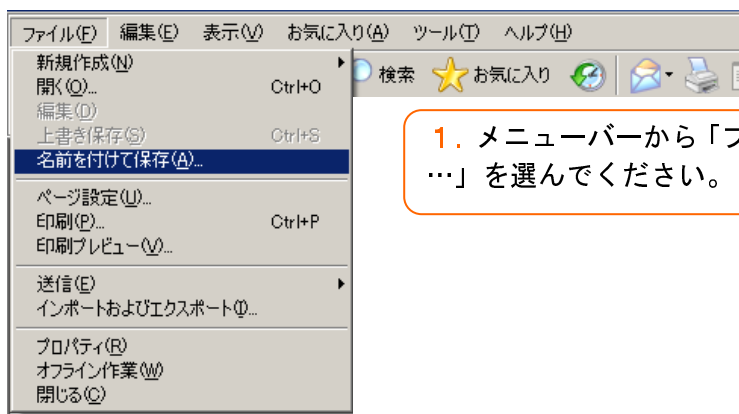 ファイル(F) 編集(E) 表示(V) お気に入り(A) ツール(T) ヘルプ(H)
検索 お気に入り
新規作成(N)
開く(O)... Ctrl+O
編集(D)
上書き保存(S) Ctrl+S
名前を付けて保存(A)...
ページ設定(U)...
印刷(P)... Ctrl+P
印刷プレビュー(V)...
送信(E)
インポートおよびエクスポート(I)...
プロパティ(R)
オフライン作業(W)
閉じる(C)
1. メニューバーから「フ
…」を選んでください。